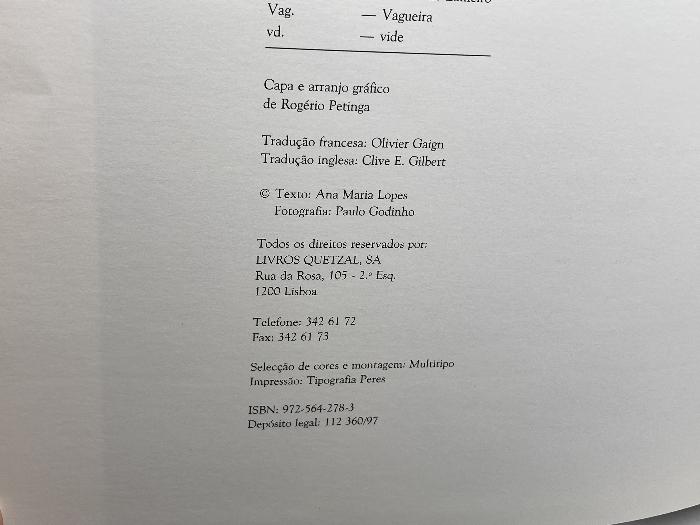 Vag. — Vagueira
vd. — vide
Capa e arranjo gráfico
de Rogério Petinga
Tradução francesa: Olivier Gaign
Tradução inglesa: Clive E. Gilbert
© Texto: Ana Maria Lopes
Fotografia: Paulo Godinho
Todos os direitos reservados por:
LIVROS QUETZAL, SA
Rua da Rosa, 105 - 2.º Esq.
1200 Lisboa
Telefone: 342 61 72
Fax: 342 61 73
Selecção de cores e montagem: Multitipo
Impressão: Tipografia Peres
ISBN: 972-564-278-3
Depósito legal: 112 360/97